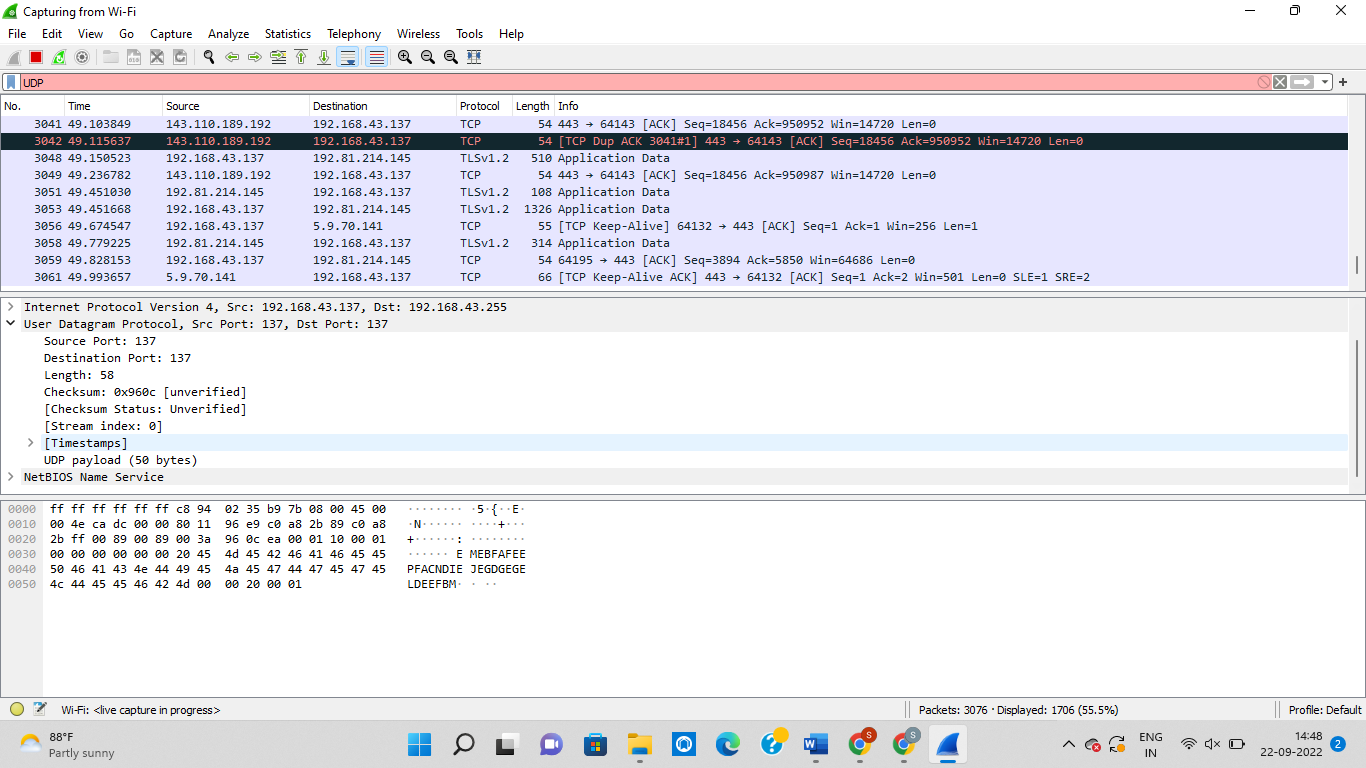 Capturing from Wi-Fi
File Edit View Go Capture Analyze Statistics Telephony Wireless Tools Help
UDP
No. Time Source Destination Protocol Length Info
3041 49.103849 143.110.189.192 192.168.43.137 TCP 54 443 → 64143 [ACK] Seq=18456 Ack=950952 Win=14720 Len=0
3042 49.115637 143.110.189.192 192.168.43.137 TCP 54 [TCP Dup ACK 3041#1] 443 → 64143 [ACK] Seq=18456 Ack=950952 Win=14720 Len=0
3048 49.150523 192.168.43.137 192.81.214.145 TLSv1.2 510 Application Data
3049 49.236782 143.110.189.192 192.168.43.137 TCP 54 443 → 64143 [ACK] Seq=18456 Ack=950987 Win=14720 Len=0
3051 49.451030 192.81.214.145 192.168.43.137 TLSv1.2 108 Application Data
3053 49.451668 192.168.43.137 192.81.214.145 TLSv1.2 1326 Application Data
3056 49.674547 192.168.43.137 5.9.70.141 TCP 55 [TCP Keep-Alive] 64132 → 443 [ACK] Seq=1 Ack=1 Win=256 Len=1
3058 49.779225 192.81.214.145 192.168.43.137 TLSv1.2 314 Application Data
3059 49.828153 192.168.43.137 192.81.214.145 TCP 54 64195 → 443 [ACK] Seq=3894 Ack=5850 Win=64686 Len=0
3061 49.993657 5.9.70.141 192.168.43.137 TCP 66 [TCP Keep-Alive ACK] 443 → 64132 [ACK] Seq=1 Ack=2 Win=501 Len=0 SLE=1 SRE=2
Internet Protocol Version 4, Src: 192.168.43.137, Dst: 192.168.43.255
User Datagram Protocol, Src Port: 137, Dst Port: 137
Source Port: 137
Destination Port: 137
Length: 58
Checksum: 0x960c [unverified]
[Checksum Status: Unverified]
[Stream index: 0]
[Timestamps]
UDP payload (50 bytes)
NetBIOS Name Service
0000 ff ff ff ff ff ff c8 94 02 35 b9 7b 08 00 45 00 ········ ·5·{··E·
0010 00 4e ca dc 00 00 80 11 96 e9 c0 a8 2b 89 c0 a8 ·N······ ····+···
0020 2b ff 00 89 00 89 00 3a 96 0c ea 00 01 10 00 01 +······: ········
0030 00 00 00 00 00 00 20 45 4d 45 42 46 41 46 45 45 ······ E MEBFAFEE
0040 50 46 41 43 4e 44 49 45 4a 45 47 44 47 45 47 45 PFACNDIE JEGDGEGE
0050 4c 44 45 45 46 42 4d 00 00 20 00 01 LDEEFBM· · ··
Wi-Fi: <live capture in progress>
Packets: 3076 · Displayed: 1706 (55.5%)
Profile: Default
88°F
Partly sunny
S
S
ENG
IN
14:48
22-09-2022
2